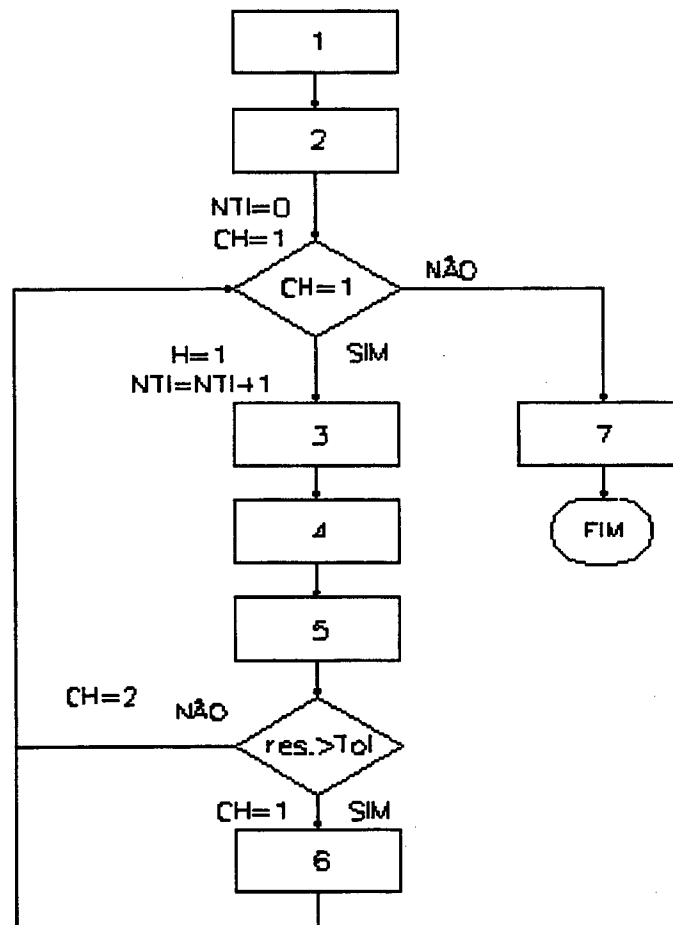 1
2
NTI=0
CH=1
CH=1
NÃO
SIM
H=1
NTI=NTI+1
3
7
4
FIM
5
CH=2
NÃO
res.>Tol
CH=1
SIM
6